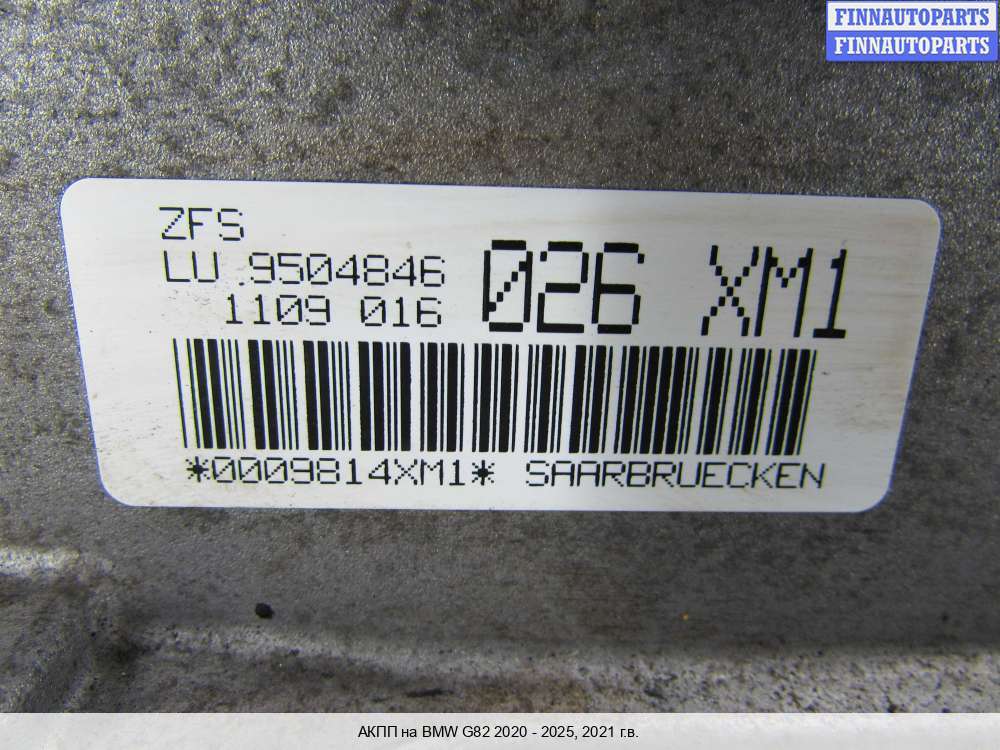 FINNAUTOPARTS
FINNAUTOPARTS
ZFS
LU 9504846 026 XM1
1109 016
*0009814XM1* SAARBRUECKEN
АКПП на BMW G82 2020 - 2025, 2021 г.в.